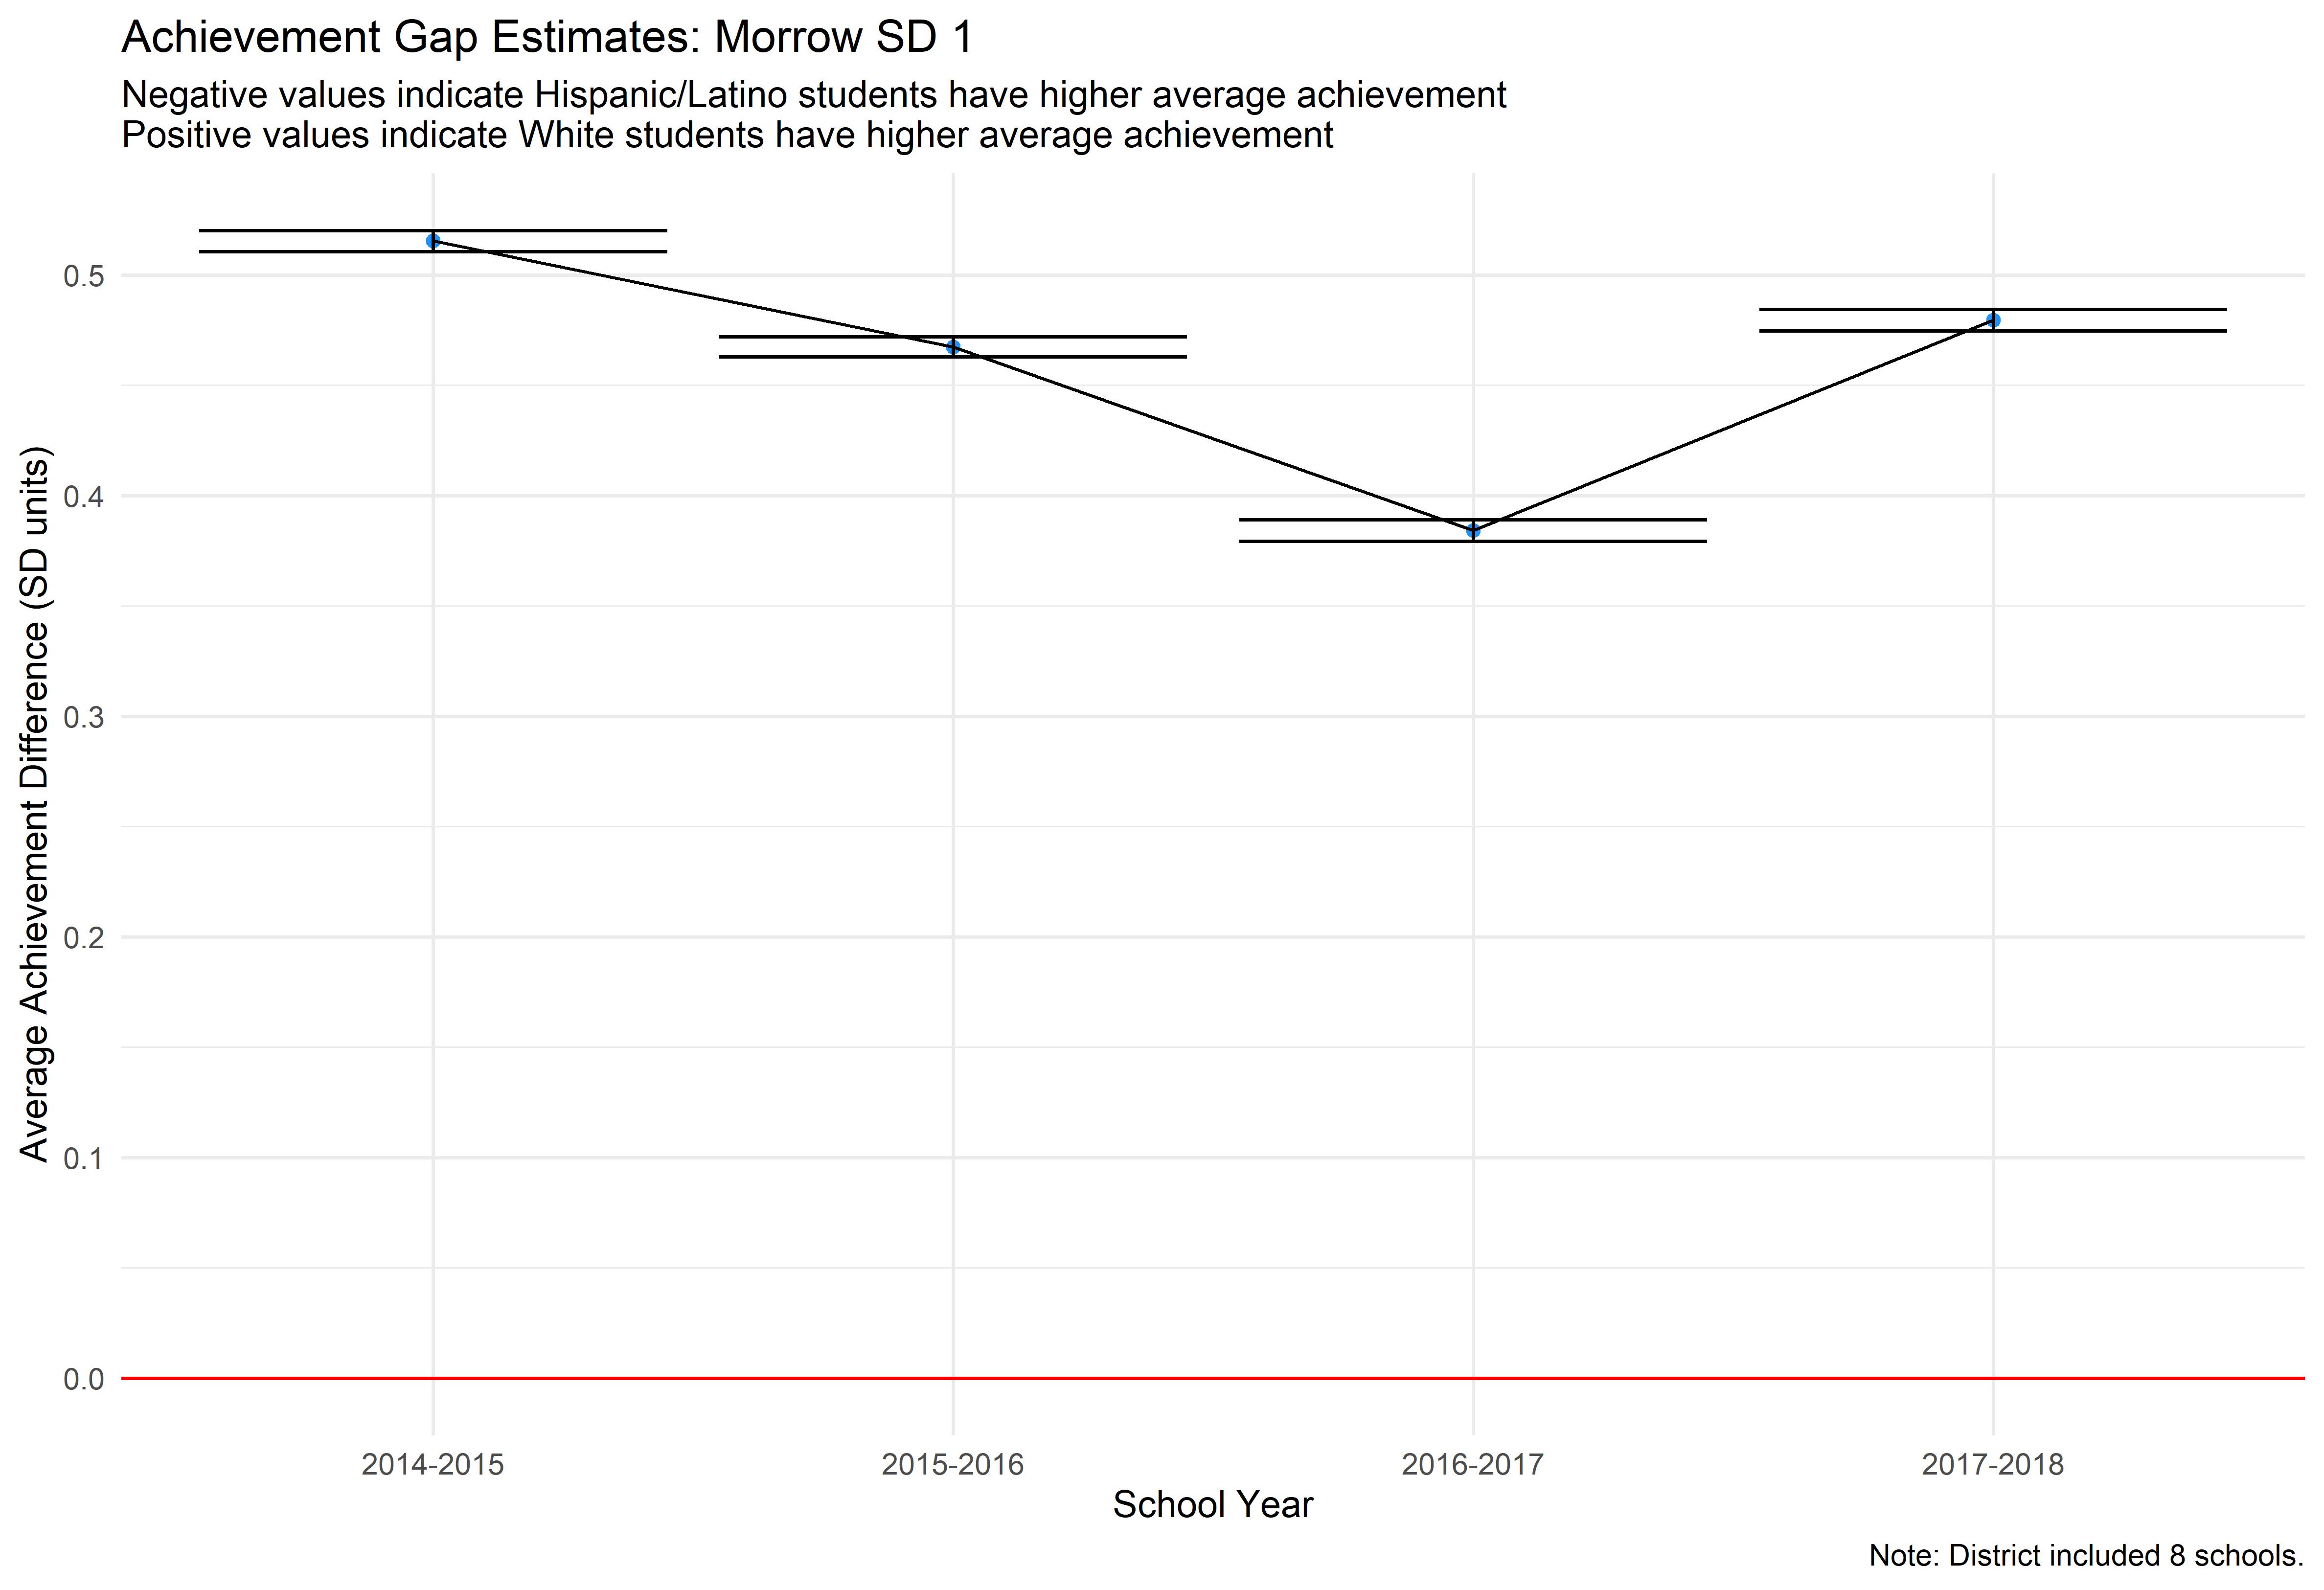 Achievement Gap Estimates: Morrow SD 1
Negative values indicate Hispanic/Latino students have higher average achievement
Positive values indicate White students have higher average achievement
Average Achievement Difference (SD units)
0.5
0.4
0.3
0.2
0.1
0.0
2014-2015
2015-2016
2016-2017
2017-2018
School Year
Note: District included 8 schools.